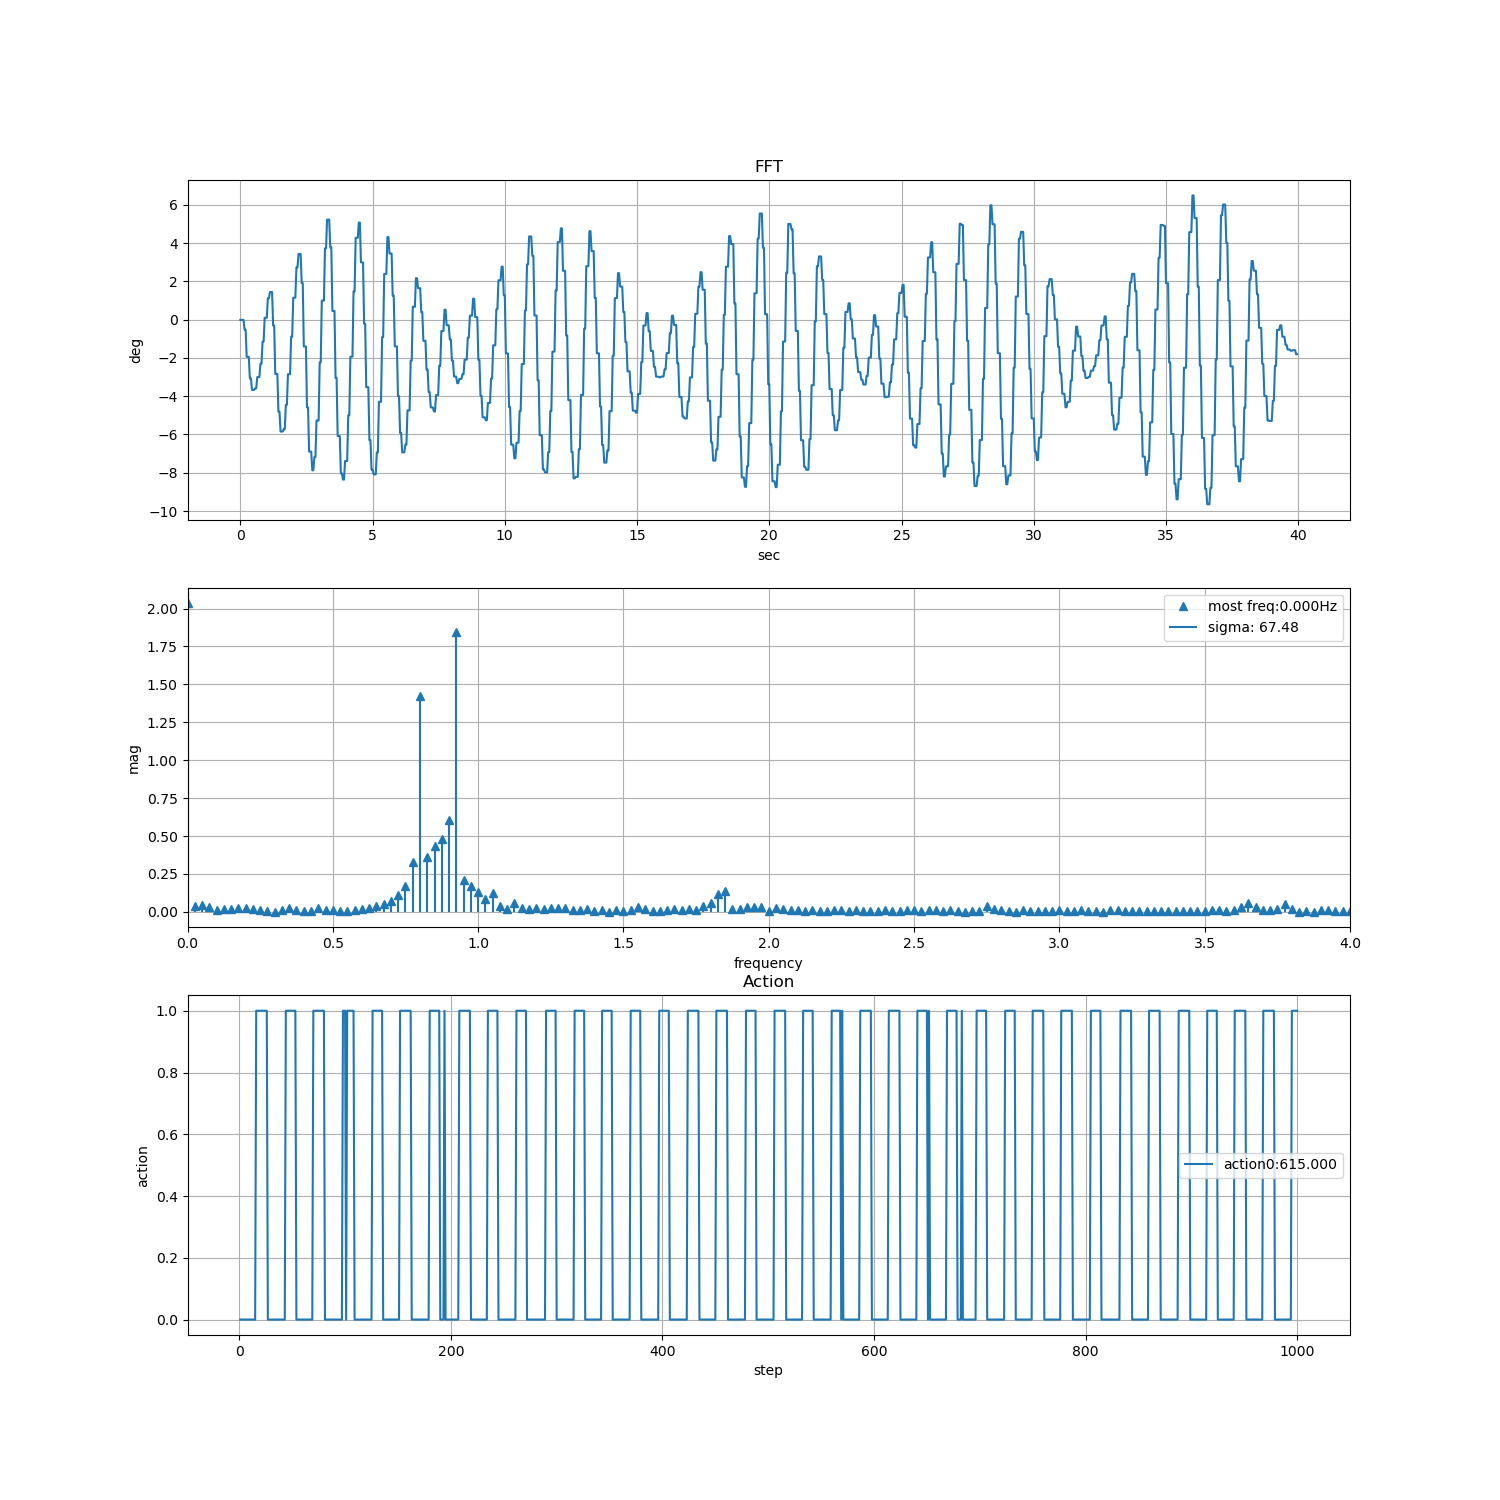 FFT
6
4
2
0
−2
−4
−6
−8
−10
deg
0 5 10 15 20 25 30 35 40
sec
2.00
1.75
1.50
1.25
1.00
0.75
0.50
0.25
0.00
mag
most freq:0.000Hz
sigma: 67.48
0.0 0.5 1.0 1.5 2.0 2.5 3.0 3.5 4.0
frequency
Action
1.0
0.8
0.6
0.4
0.2
0.0
action
action0:615.000
0 200 400 600 800 1000
step